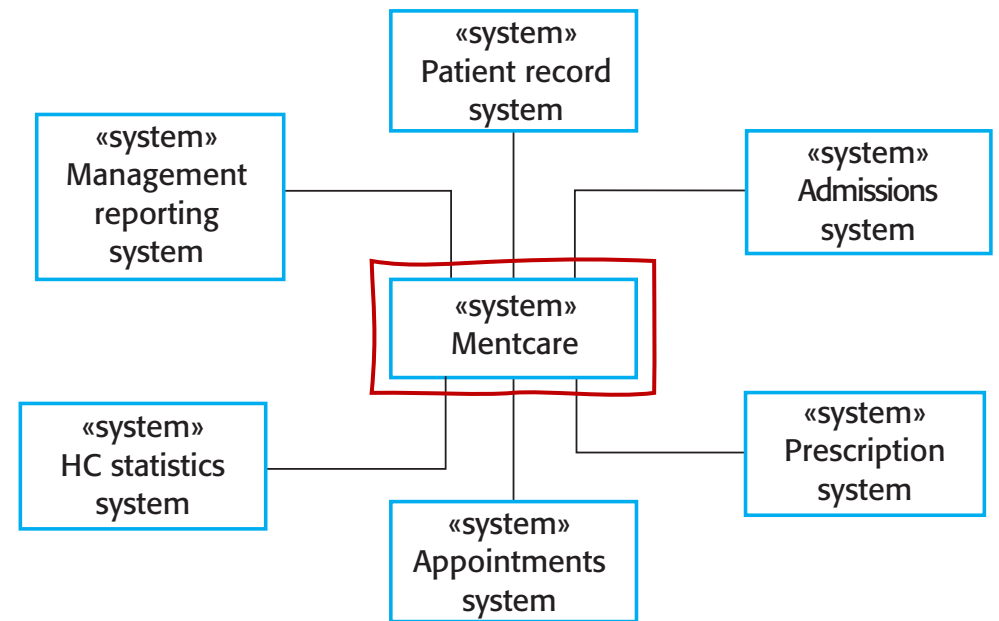 «system»
Patient record
system
«system»
Management
reporting
system
«system»
Admissions
system
«system»
Mentcare
«system»
HC statistics
system
«system»
Prescription
system
«system»
Appointments
system